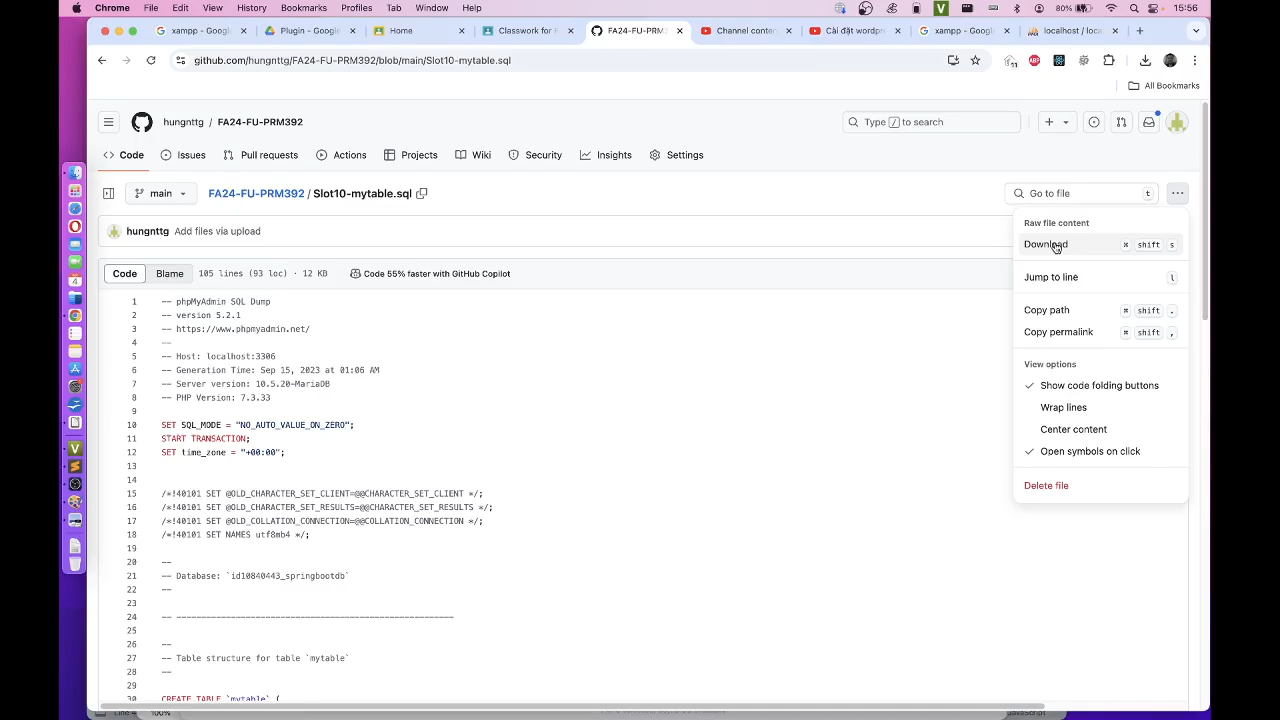 Chrome File Edit View History Bookmarks Profiles Tab Window Help 80% 15:56
xampp - Google Plugin - Google Home Classwork for FA24-FU-PRM3 Channel content Cài đặt wordpr xampp - Google localhost / loca
github.com/hungnttg/FA24-FU-PRM392/blob/main/Slot10-mytable.sql
All Bookmarks
hungnttg / FA24-FU-PRM392 Type / to search
Code Issues Pull requests Actions Projects Wiki Security Insights Settings
main FA24-FU-PRM392 / Slot10-mytable.sql Go to file t
Raw file content
hungnttg Add files via upload
Download ⌘ shift s
Code Blame 105 lines (93 loc) · 12 KB Code 55% faster with GitHub Copilot
Jump to line l
Copy path ⌘ shift .
Copy permalink ⌘ shift ,
View options
Show code folding buttons
Wrap lines
Center content
Open symbols on click
Delete file
1 -- phpMyAdmin SQL Dump
2 -- version 5.2.1
3 -- https://www.phpmyadmin.net/
4 --
5 -- Host: localhost:3306
6 -- Generation Time: Sep 15, 2023 at 01:06 AM
7 -- Server version: 10.5.20-MariaDB
8 -- PHP Version: 7.3.33
9
10 SET SQL_MODE = "NO_AUTO_VALUE_ON_ZERO";
11 START TRANSACTION;
12 SET time_zone = "+00:00";
13
14
15 /*!40101 SET @OLD_CHARACTER_SET_CLIENT=@@CHARACTER_SET_CLIENT */;
16 /*!40101 SET @OLD_CHARACTER_SET_RESULTS=@@CHARACTER_SET_RESULTS */;
17 /*!40101 SET @OLD_COLLATION_CONNECTION=@@COLLATION_CONNECTION */;
18 /*!40101 SET NAMES utf8mb4 */;
19
20 --
21 -- Database: `id10840443_springbootdb`
22 --
23
24 -- --------------------------------------------------------
25
26 --
27 -- Table structure for table `mytable`
28 --
29
30 CREATE TABLE `mytable` (